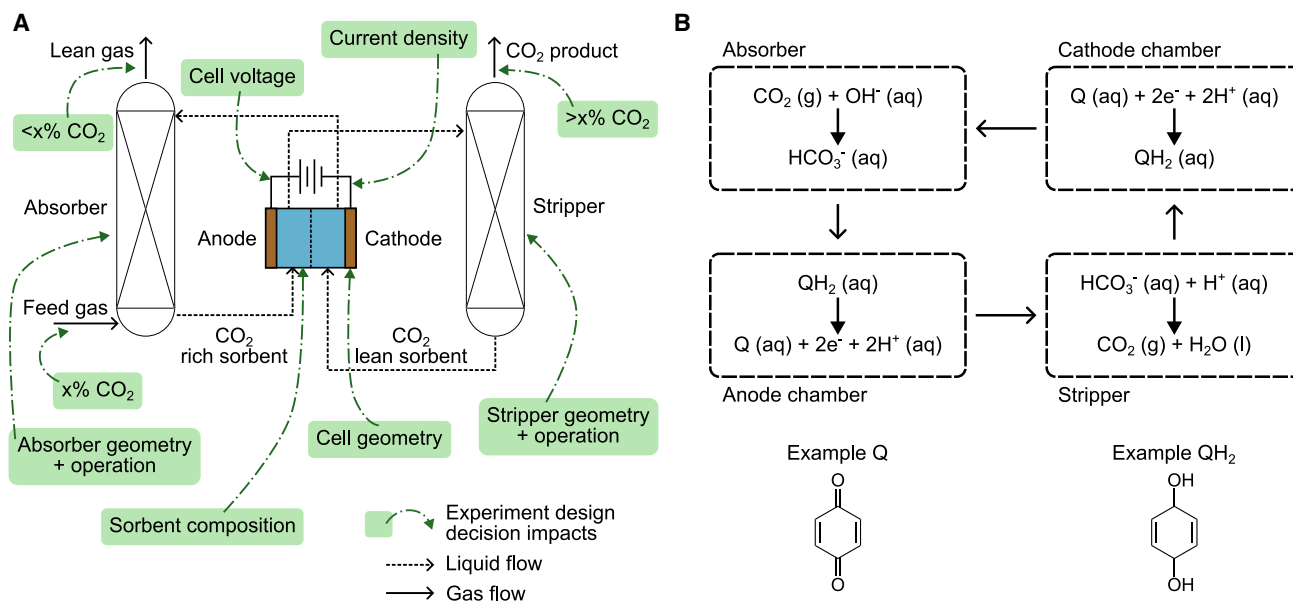 A
Lean gas
Current density
CO₂ product
Cell voltage
<x% CO₂
>x% CO₂
Absorber
Anode
Cathode
Stripper
Feed gas
CO₂
rich sorbent
CO₂
lean sorbent
x% CO₂
Absorber geometry
+ operation
Cell geometry
Stripper geometry
+ operation
Sorbent composition
Experiment design
decision impacts
Liquid flow
Gas flow
B
Absorber
Cathode chamber
CO₂ (g) + OH⁻ (aq)
HCO₃⁻ (aq)
Q (aq) + 2e⁻ + 2H⁺ (aq)
QH₂ (aq)
QH₂ (aq)
Q (aq) + 2e⁻ + 2H⁺ (aq)
Anode chamber
HCO₃⁻ (aq) + H⁺ (aq)
CO₂ (g) + H₂O (l)
Stripper
Example Q
O
O
Example QH₂
OH
OH